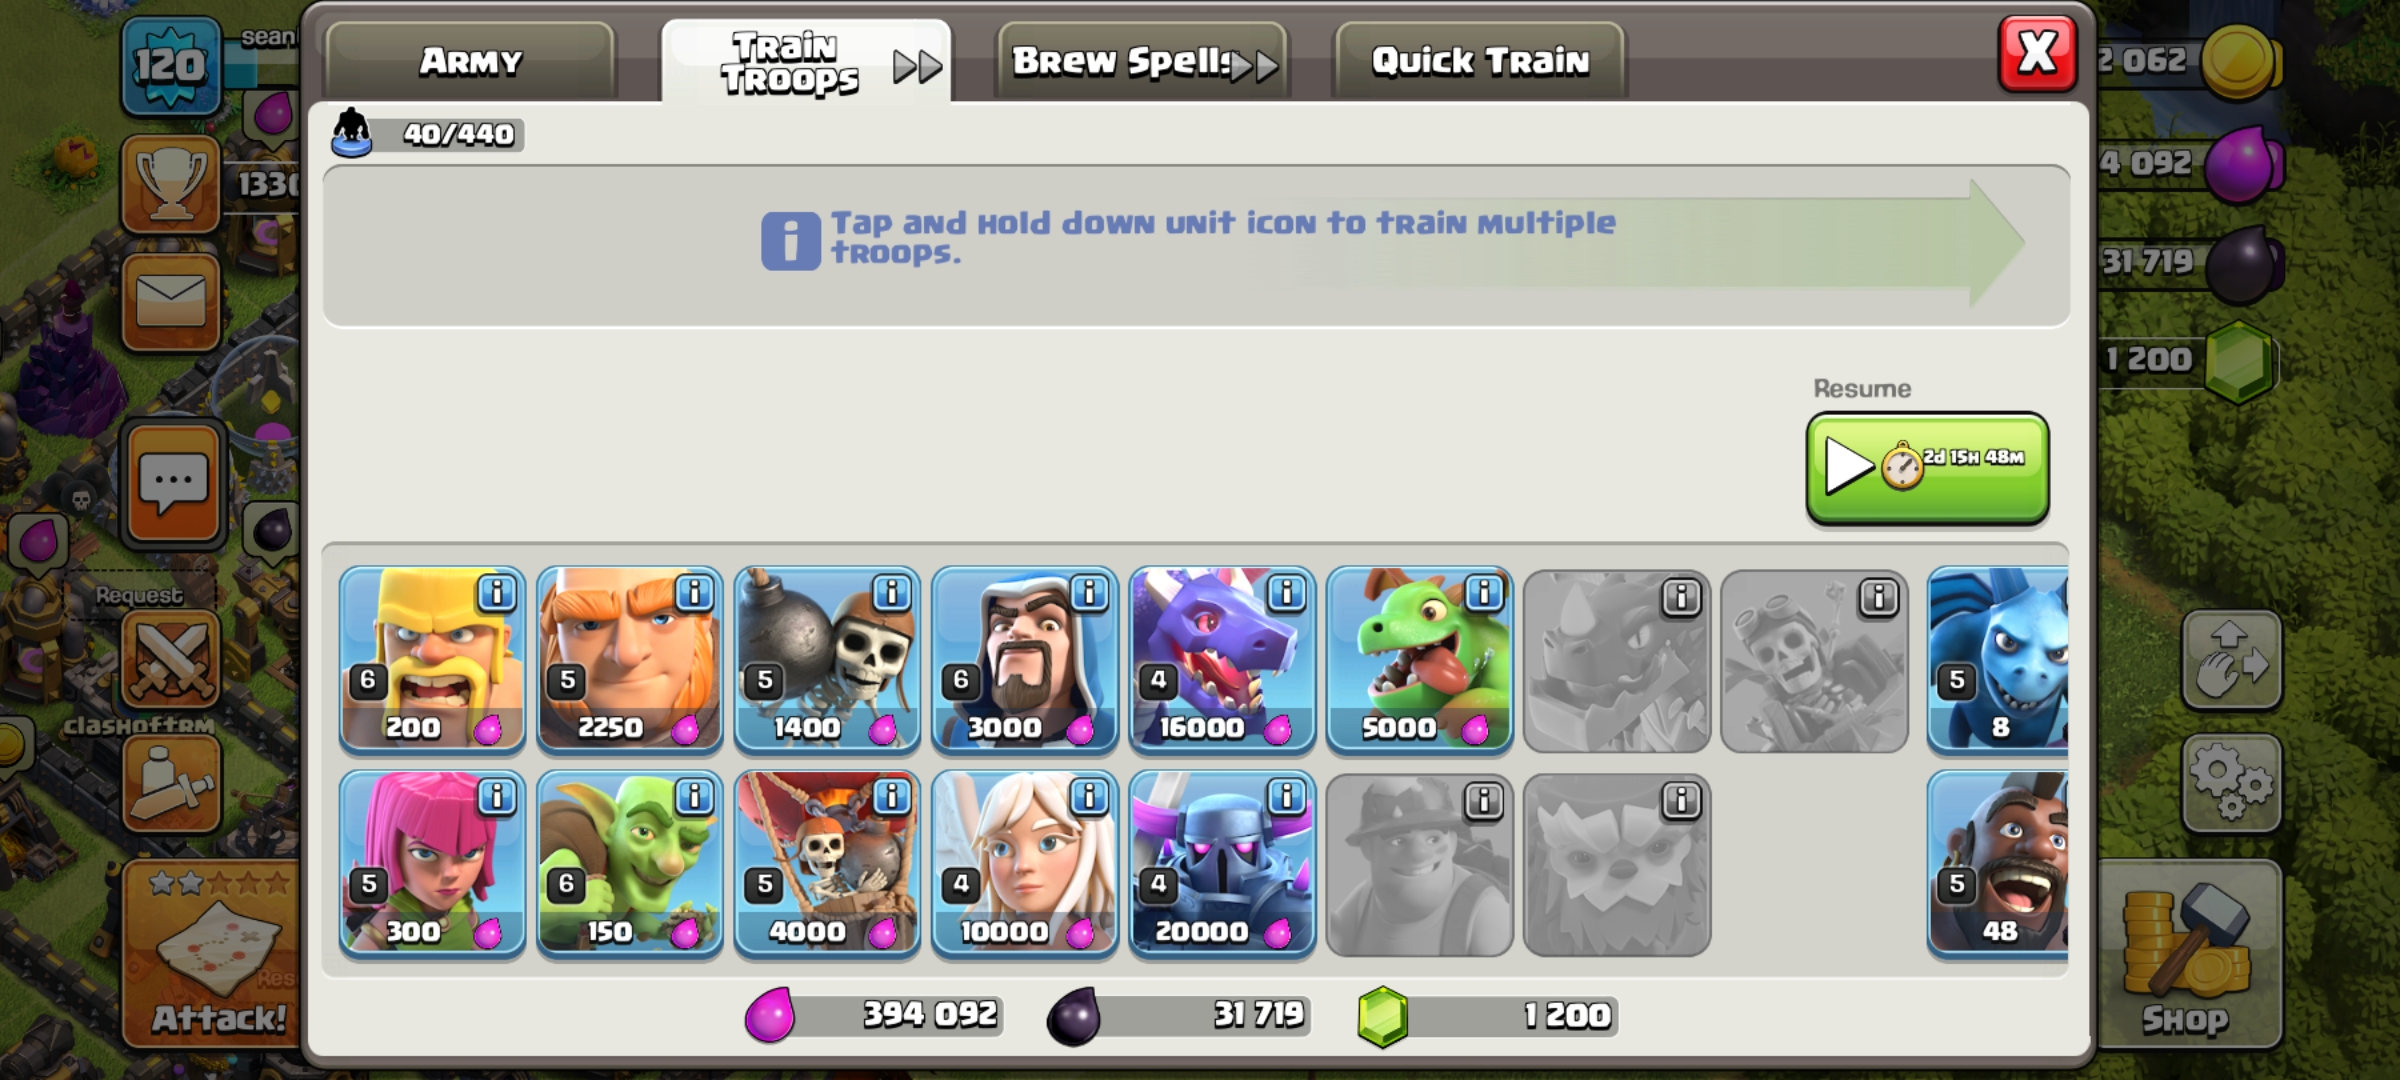 120
sean
Army
Train
Troops
Brew Spells
Quick Train
X
2 062
40/440
4 092
1330
Tap and hold down unit icon to train multiple
troops.
31 719
1 200
Resume
2d 15h 48m
Request
6
200
5
2250
5
1400
6
3000
4
16000
5000
5
8
clashoftrm
5
300
6
150
5
4000
4
10000
4
20000
5
48
Res
Attack!
394 092
31 719
1 200
Shop